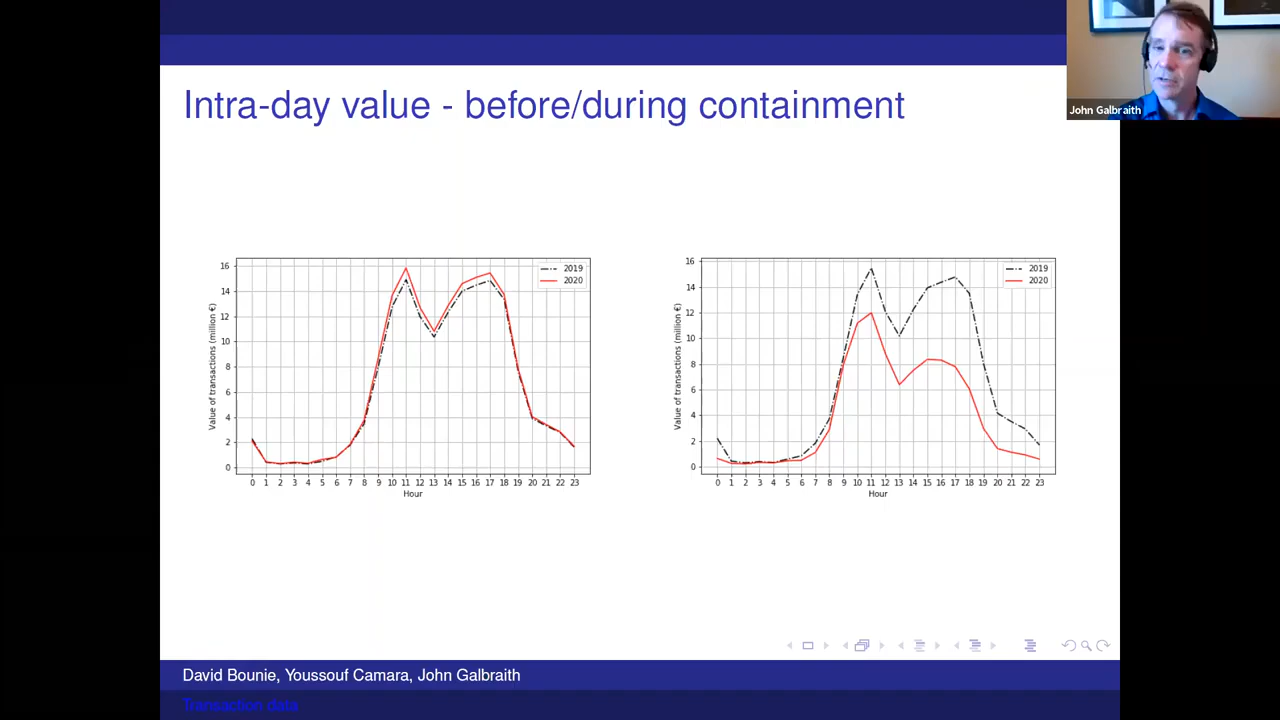 Intra-day value - before/during containment
John Galbraith
16
14
12
10
8
6
4
2
0
Value of transactions (million €)
2019
2020
0 1 2 3 4 5 6 7 8 9 10 11 12 13 14 15 16 17 18 19 20 21 22 23
Hour
16
14
12
10
8
6
4
2
0
Value of transactions (million €)
2019
2020
0 1 2 3 4 5 6 7 8 9 10 11 12 13 14 15 16 17 18 19 20 21 22 23
Hour
David Bounie, Youssouf Camara, John Galbraith
Transaction data